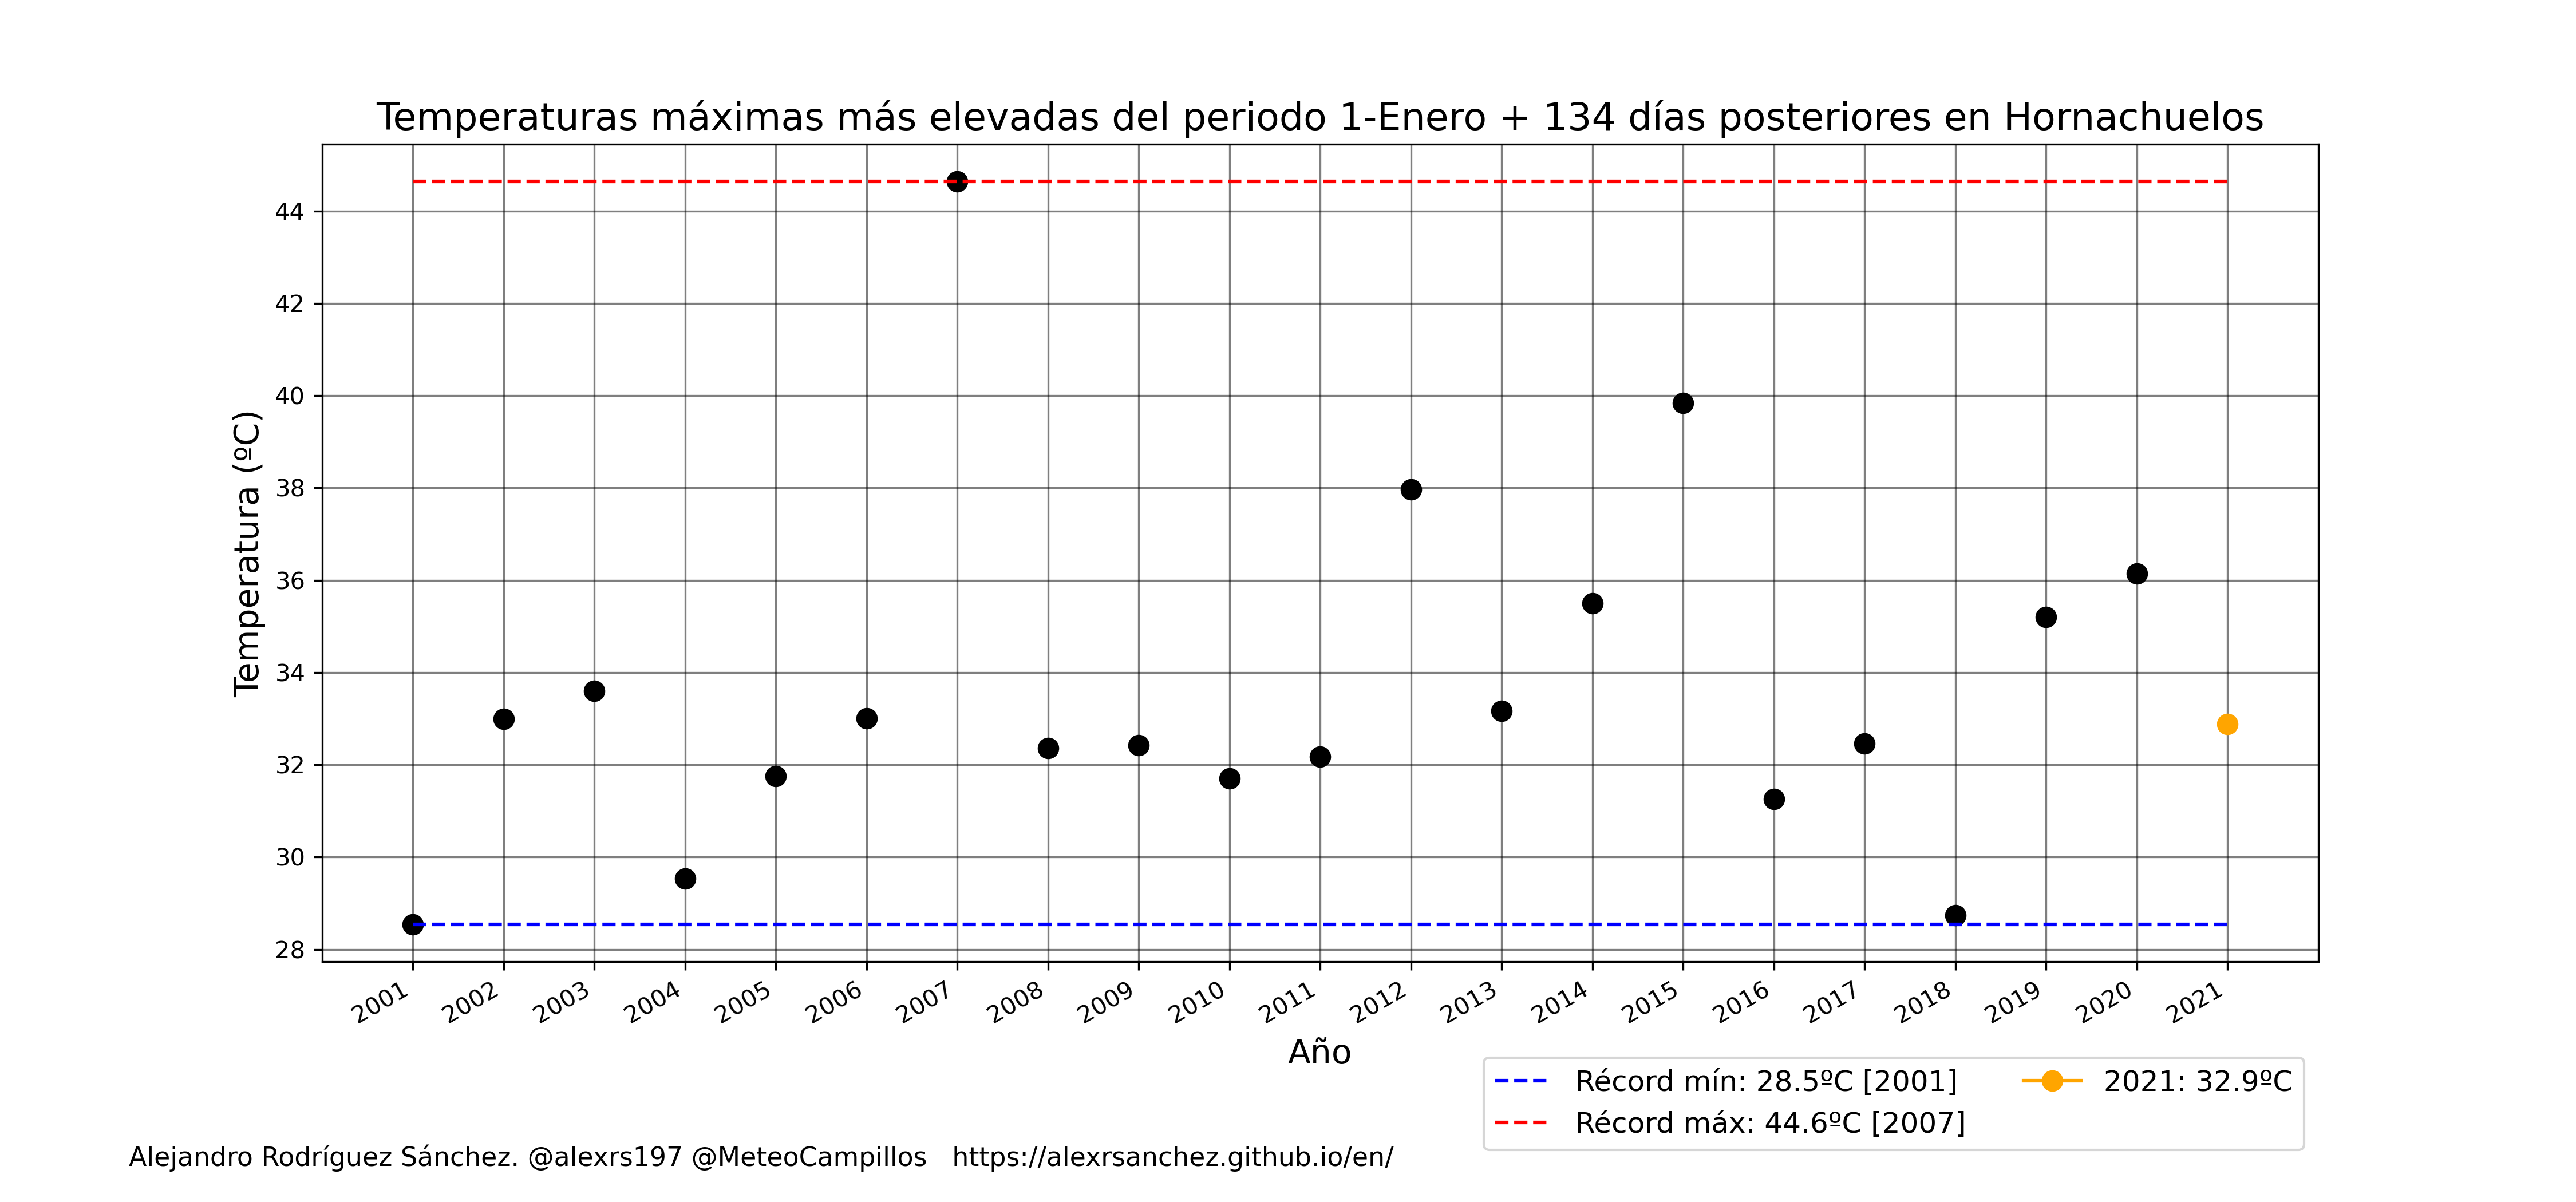 Temperaturas máximas más elevadas del periodo 1-Enero + 134 días posteriores en Hornachuelos
Temperatura (ºC)
44
42
40
38
36
34
32
30
28
2001 2002 2003 2004 2005 2006 2007 2008 2009 2010 2011 2012 2013 2014 2015 2016 2017 2018 2019 2020 2021
Año
Récord mín: 28.5ºC [2001]
Récord máx: 44.6ºC [2007]
2021: 32.9ºC
Alejandro Rodríguez Sánchez. @alexrs197 @MeteoCampillos https://alexrsanchez.github.io/en/